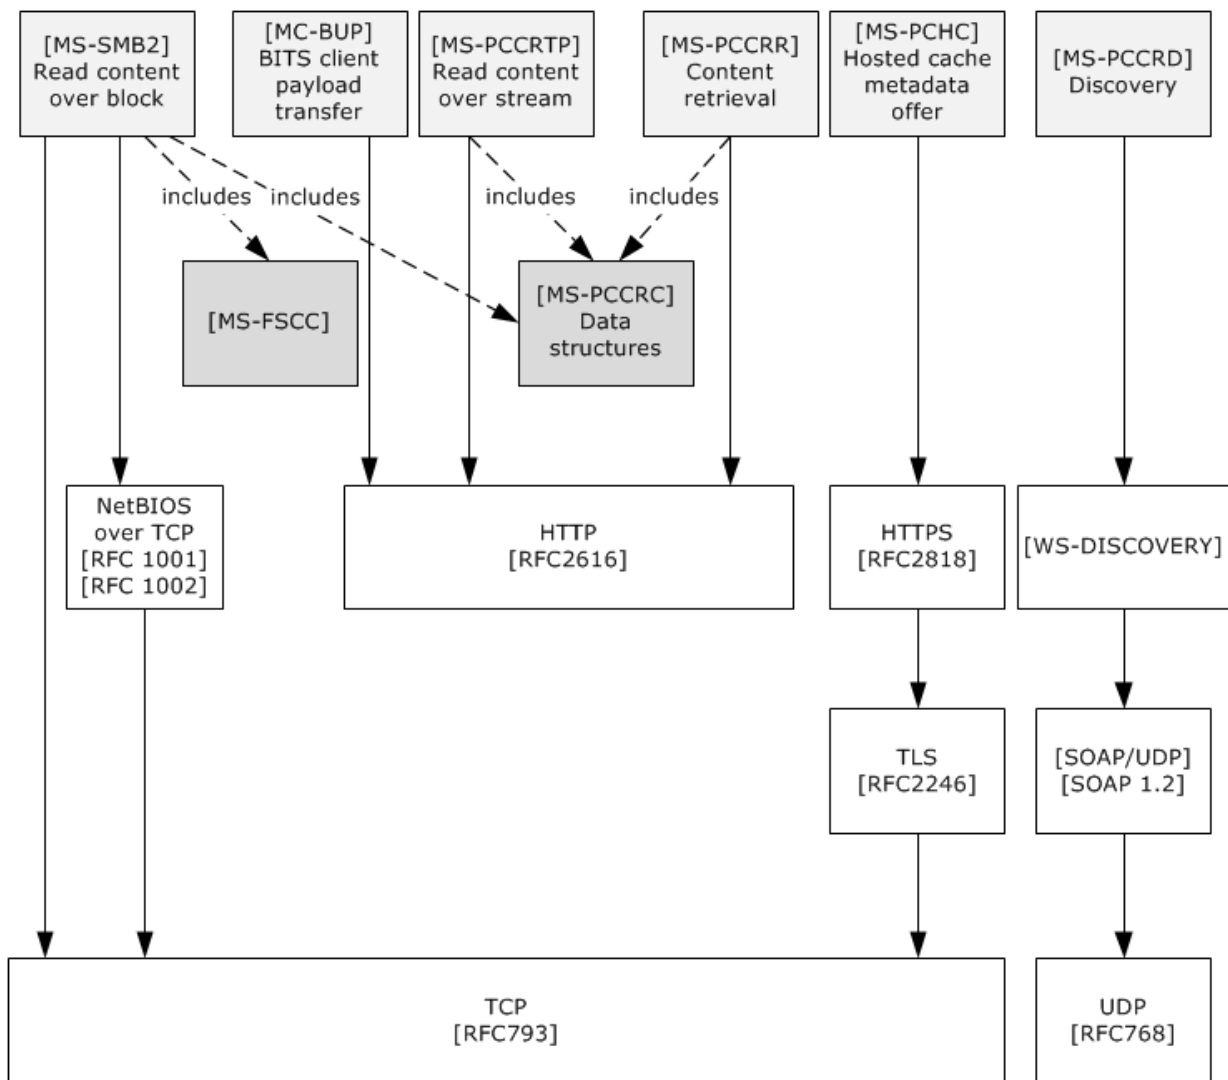 [MS-SMB2]
Read content
over block
[MC-BUP]
BITS client
payload
transfer
[MS-PCCRTP]
Read content
over stream
[MS-PCCRR]
Content
retrieval
[MS-PCHC]
Hosted cache
metadata
offer
[MS-PCCRD]
Discovery
includes
includes
includes
includes
[MS-FSCC]
[MS-PCCRC]
Data
structures
NetBIOS
over TCP
[RFC 1001]
[RFC 1002]
HTTP
[RFC2616]
HTTPS
[RFC2818]
[WS-DISCOVERY]
TLS
[RFC2246]
[SOAP/UDP]
[SOAP 1.2]
TCP
[RFC793]
UDP
[RFC768]